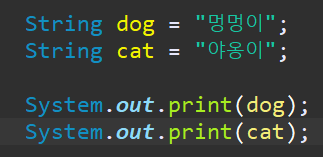 String dog = "멍멍이";
String cat = "야옹이";
System.out.print(dog);
System.out.print(cat);